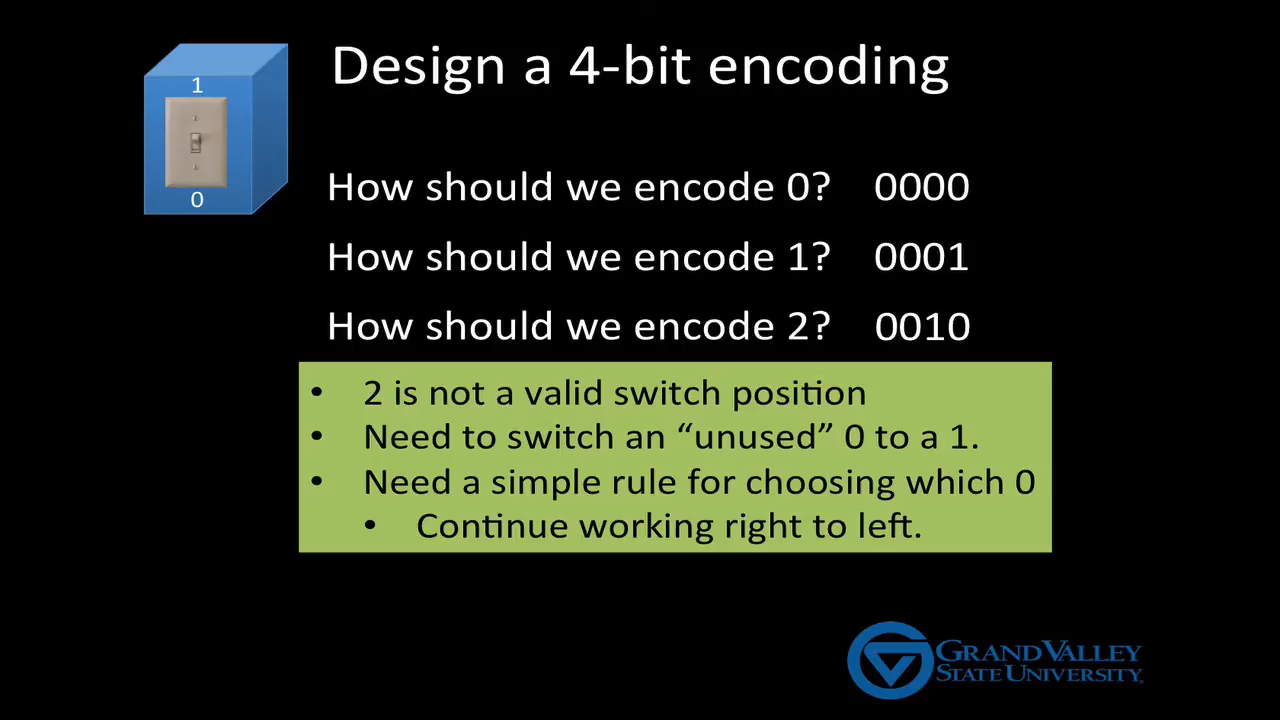 Design a 4-bit encoding
1
0
How should we encode 0? 0000
How should we encode 1? 0001
How should we encode 2? 0010
• 2 is not a valid switch position
• Need to switch an “unused” 0 to a 1.
• Need a simple rule for choosing which 0
• Continue working right to left.
GRAND VALLEY
STATE UNIVERSITY.